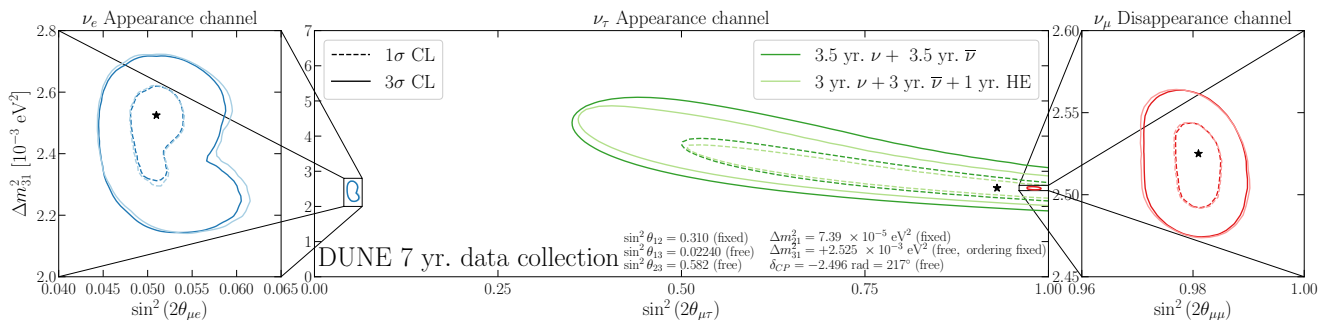 νₑ Appearance channel
ν_τ Appearance channel
ν_μ Disappearance channel
2.8
2.6
2.4
2.2
2.0
Δm²₃₁ [10⁻³ eV²]
0.040 0.045 0.050 0.055 0.060 0.065
sin² (2θ_μe)
7
6
5
4
3
2
1
0
1σ CL
3σ CL
3.5 yr. ν + 3.5 yr. ν̅
3 yr. ν + 3 yr. ν̅ + 1 yr. HE
DUNE 7 yr. data collection
sin² θ₁₂ = 0.310 (fixed)
sin² θ₁₃ = 0.02240 (free)
sin² θ₂₃ = 0.582 (free)
Δm²₂₁ = 7.39 × 10⁻⁵ eV² (fixed)
Δm²₃₁ = +2.525 × 10⁻³ eV² (free, ordering fixed)
δ_CP = −2.496 rad = 217° (free)
0.00 0.25 0.50 0.75 1.00
sin² (2θ_μτ)
2.60
2.55
2.50
2.45
0.96 0.98 1.00
sin² (2θ_μμ)